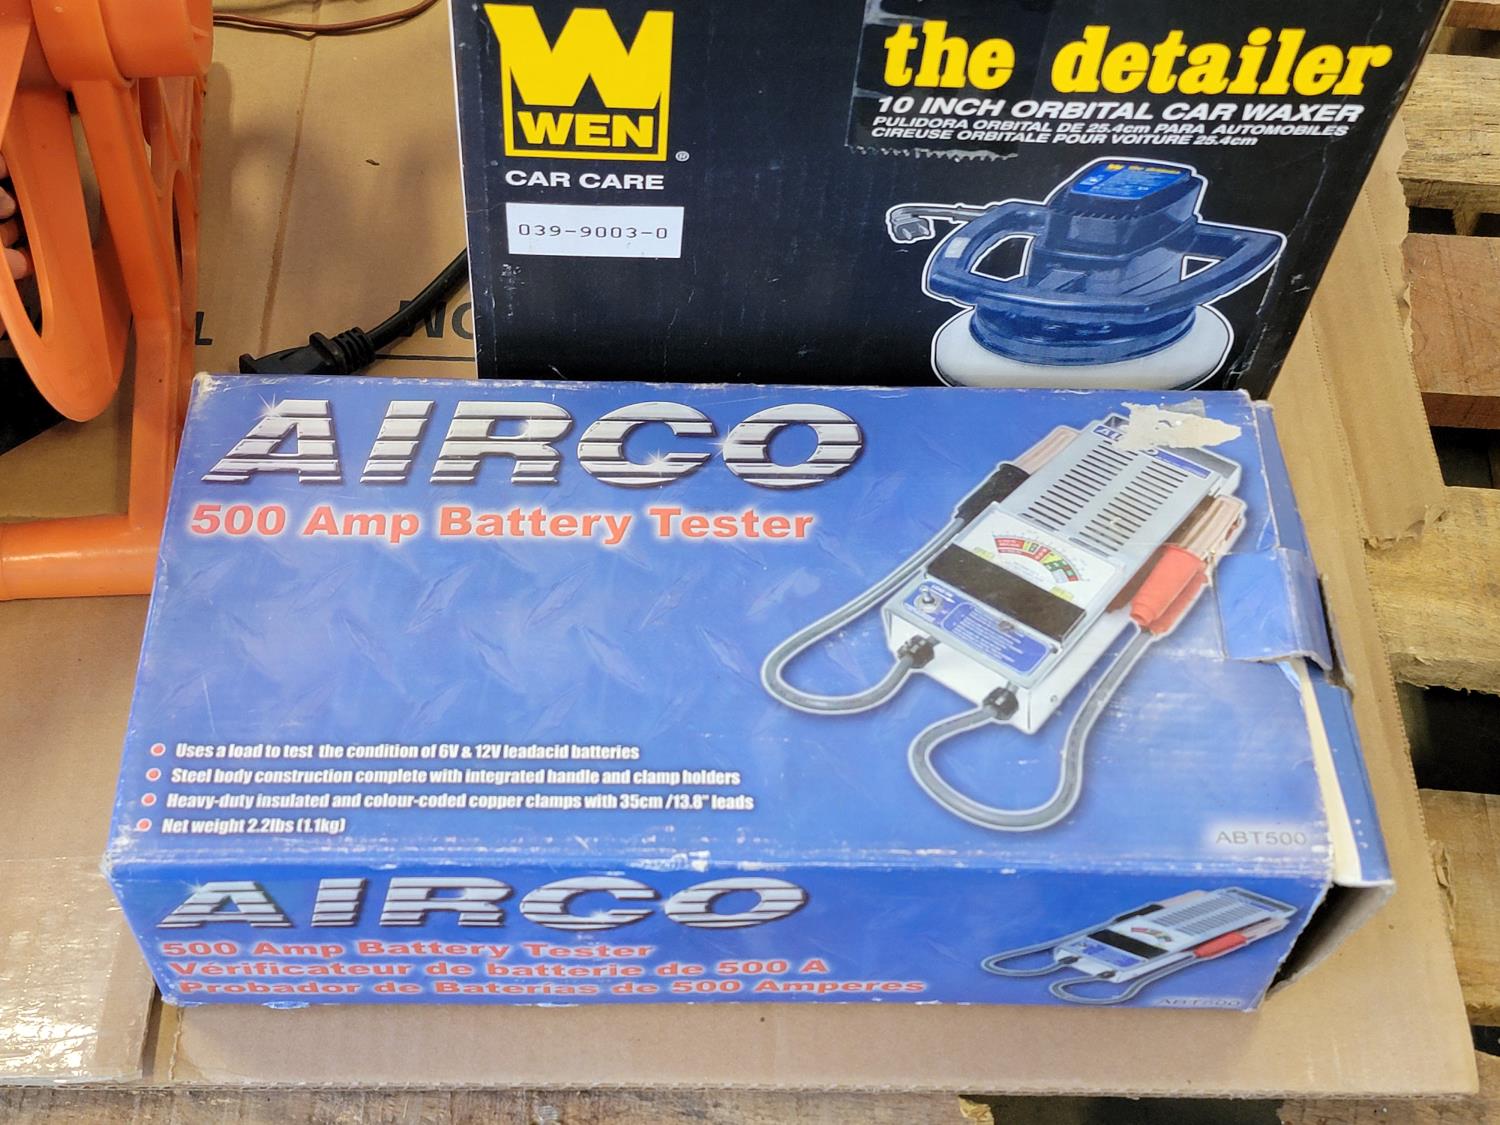 WEN®
CAR CARE
039-9003-0
the detailer
10 INCH ORBITAL CAR WAXER
PULIDORA ORBITAL DE 25.4cm PARA AUTOMOBILES
CIREUSE ORBITALE POUR VOITURE 25.4cm
the detailer
AIRCO
500 Amp Battery Tester
Uses a load to test the condition of 6V & 12V leadacid batteries
Steel body construction complete with integrated handle and clamp holders
Heavy-duty insulated and colour-coded copper clamps with 35cm /13.8" leads
Net weight 2.2lbs (1.1kg)
ABT500
AIRCO
500 Amp Battery Tester
Vérificateur de batterie de 500 A
Probador de Baterías de 500 Amperes
ABT500